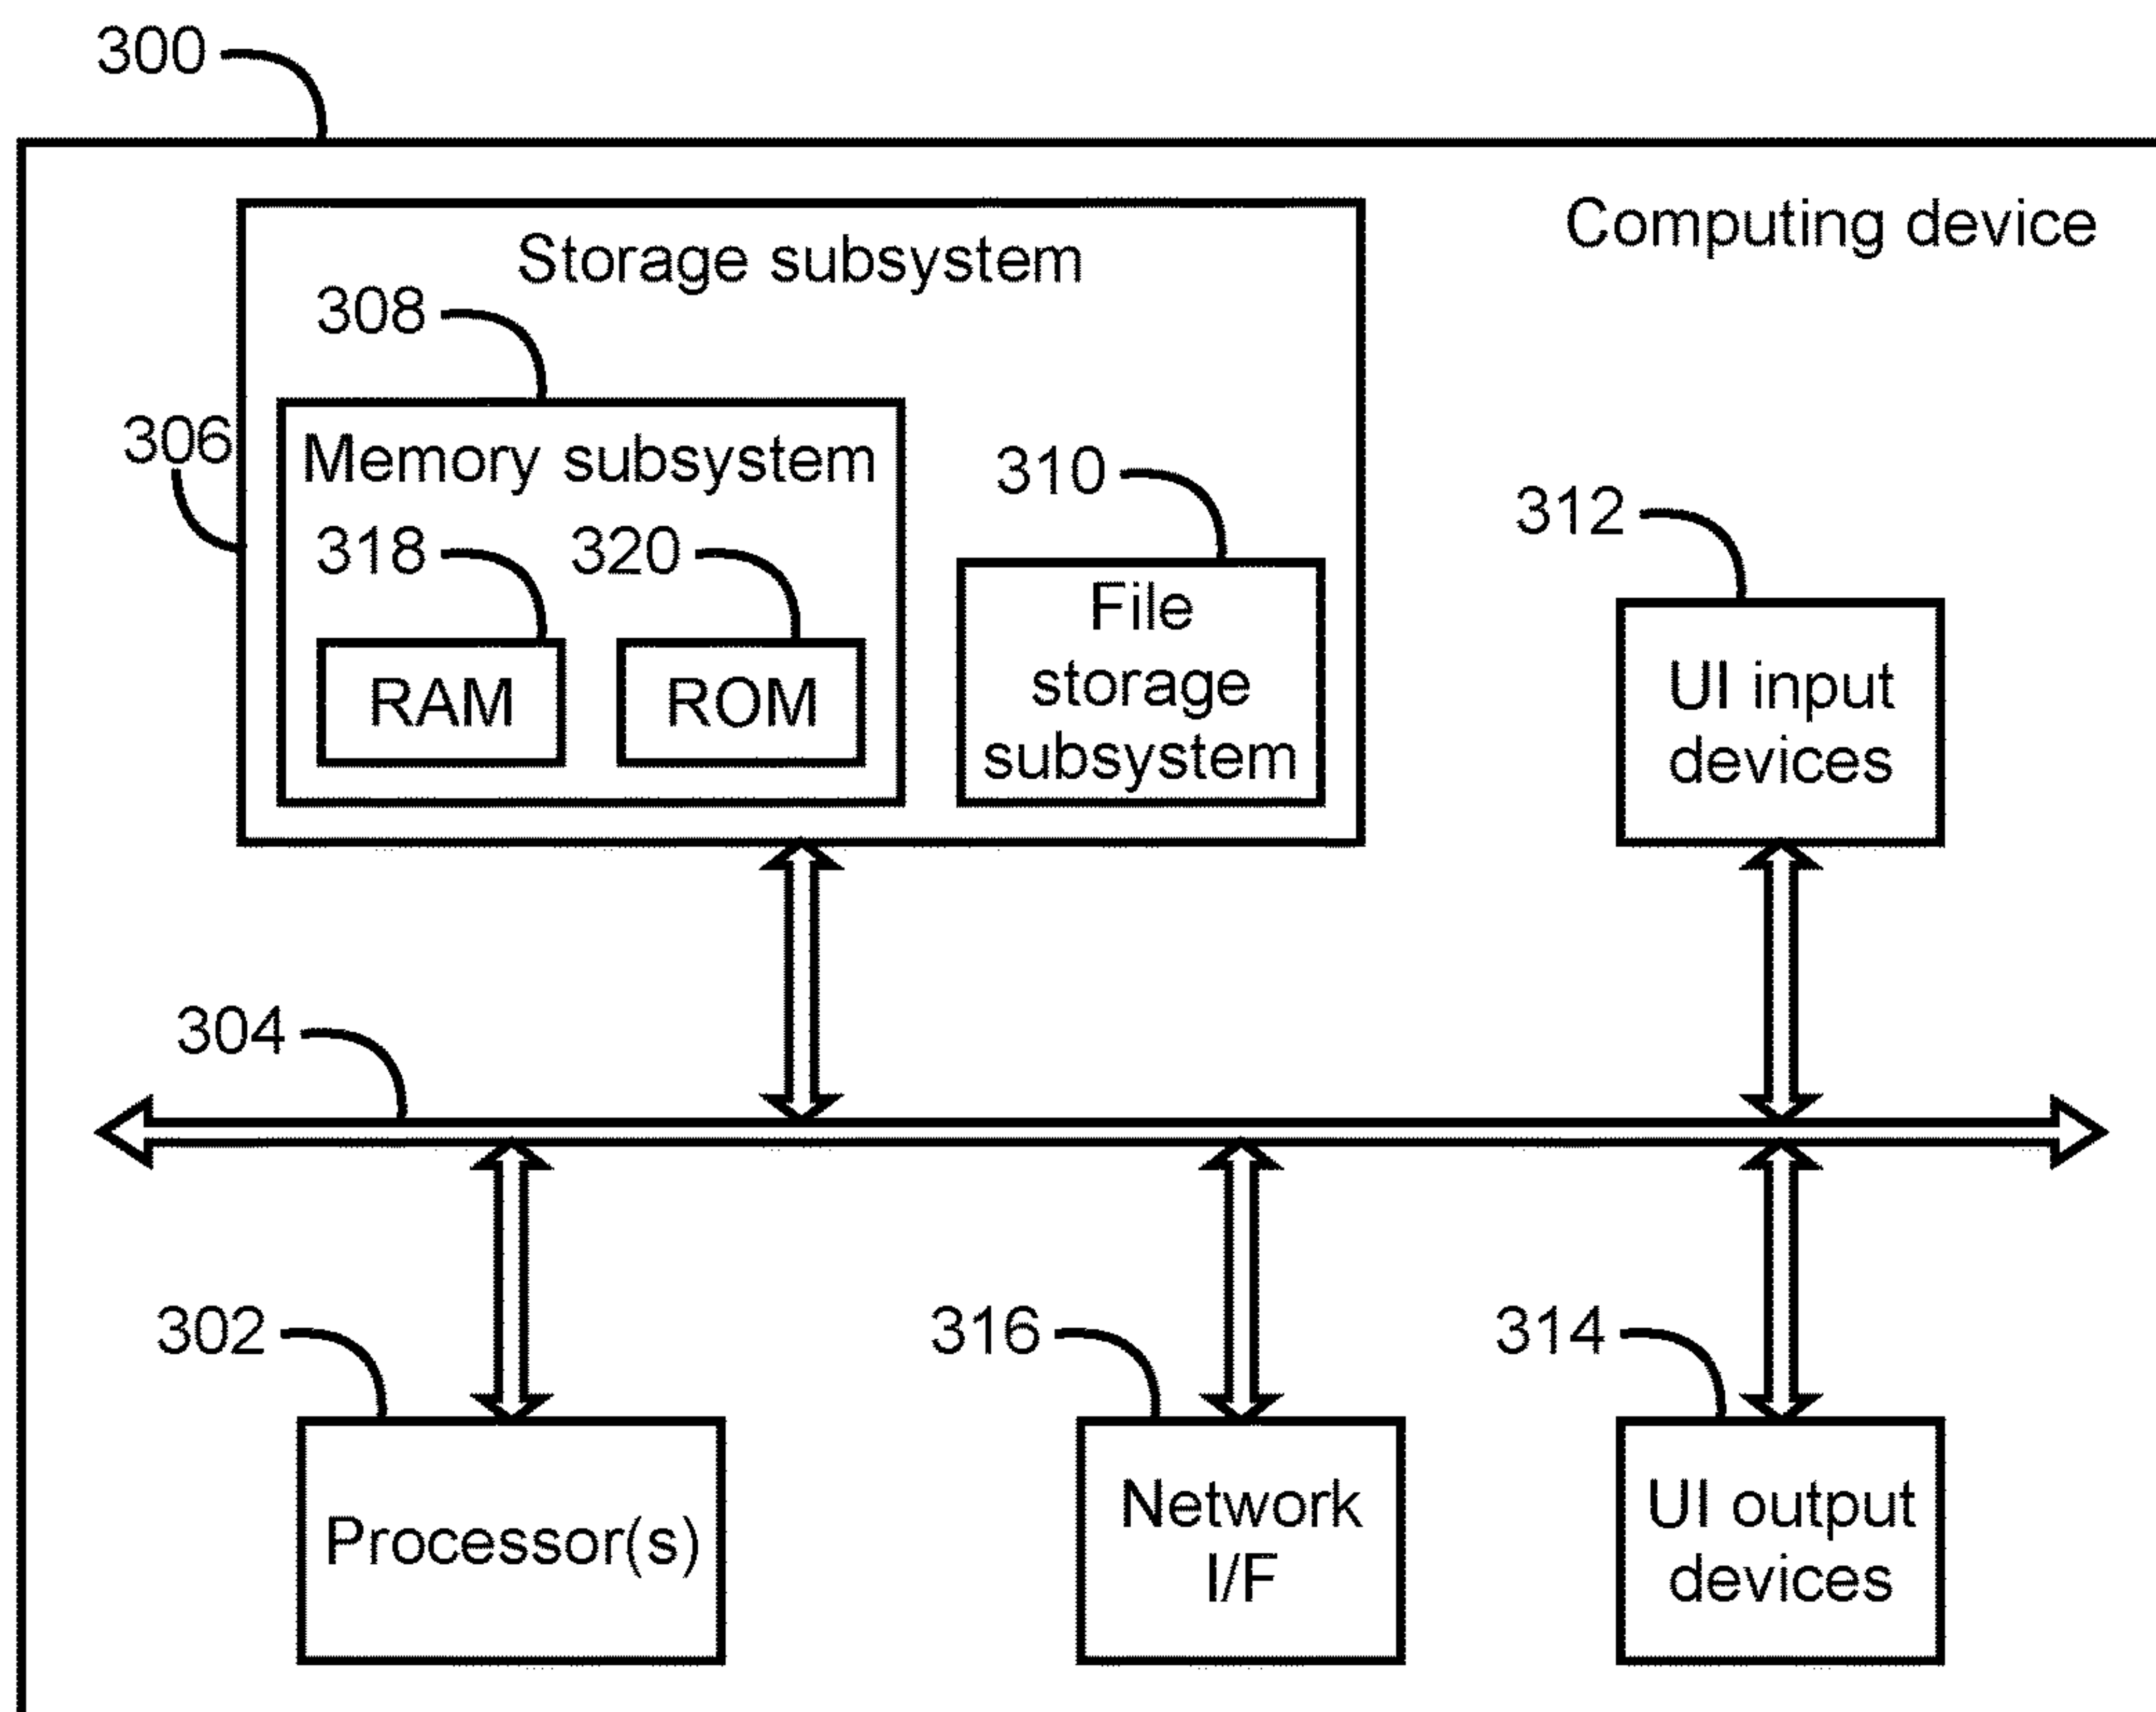 300
Computing device
Storage subsystem
308
306
Memory subsystem
310
312
318
320
File
storage
subsystem
RAM
ROM
UI input
devices
304
302
316
314
Processor(s)
Network
I/F
UI output
devices